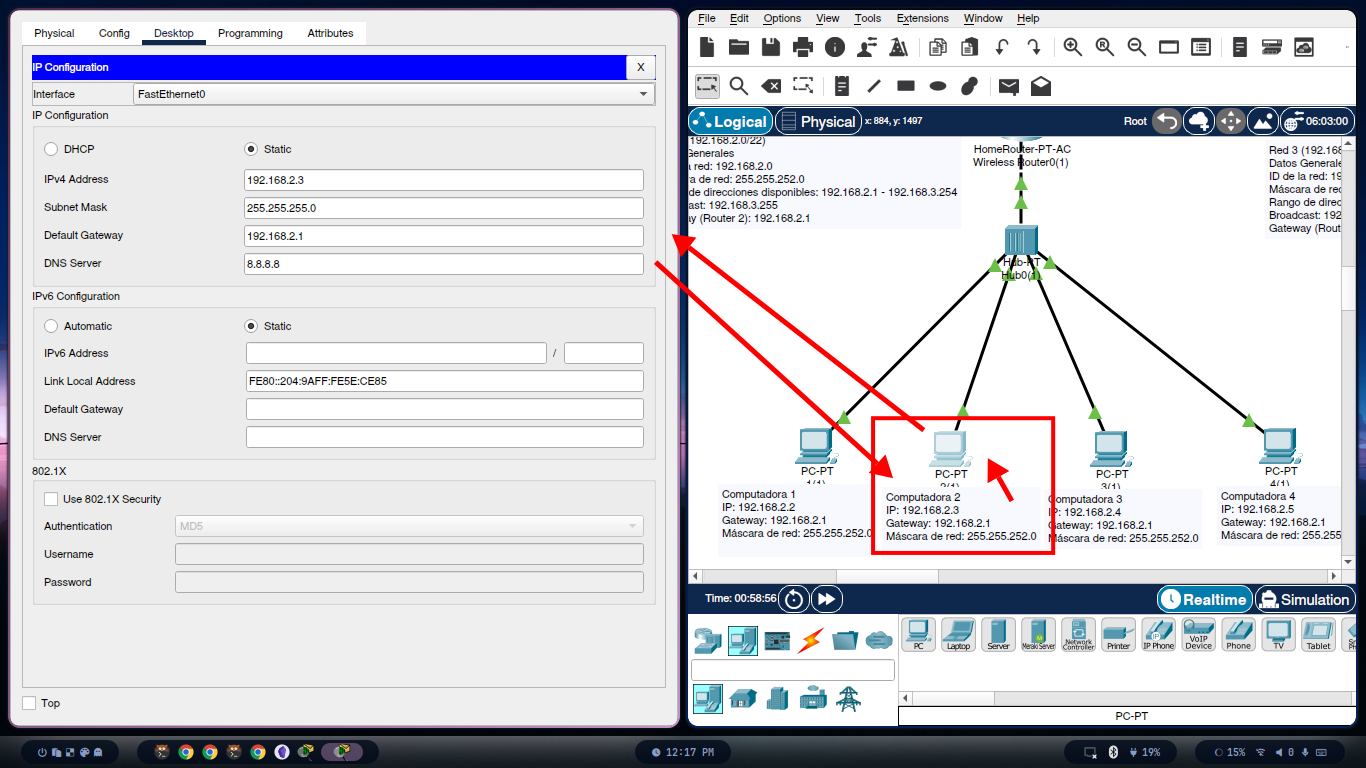 Physical
Config
Desktop
Programming
Attributes
IP Configuration
X
Interface
FastEthernet0
IP Configuration
DHCP
Static
IPv4 Address
192.168.2.3
Subnet Mask
255.255.255.0
Default Gateway
192.168.2.1
DNS Server
8.8.8.8
IPv6 Configuration
Automatic
Static
IPv6 Address
/
Link Local Address
FE80::204:9AFF:FE5E:CE85
Default Gateway
DNS Server
802.1X
Use 802.1X Security
Authentication
MD5
Username
Password
Top
File Edit Options View Tools Extensions Window Help
Logical
Physical
x: 884, y: 1497
Root
06:03:00
192.168.2.0/22)
Generales
a red: 192.168.2.0
ra de red: 255.255.252.0
de direcciones disponibles: 192.168.2.1 - 192.168.3.254
ast: 192.168.3.255
ay (Router 2): 192.168.2.1
HomeRouter-PT-AC
Wireless Router0(1)
Red 3 (192.168
Datos Generale
ID de la red: 19
Máscara de red
Rango de direc
Broadcast: 192
Gateway (Rout
Hub-PT
Hub0(1)
PC-PT
1(1)
PC-PT
2(1)
PC-PT
3(1)
PC-PT
4(1)
Computadora 1
IP: 192.168.2.2
Gateway: 192.168.2.1
Máscara de red: 255.255.252.0
Computadora 2
IP: 192.168.2.3
Gateway: 192.168.2.1
Máscara de red: 255.255.252.0
Computadora 3
IP: 192.168.2.4
Gateway: 192.168.2.1
Máscara de red: 255.255.252.0
Computadora 4
IP: 192.168.2.5
Gateway: 192.168.2.1
Máscara de red: 255.255
Time: 00:58:56
Realtime
Simulation
PC
Laptop
Server
Meraki Server
Network Controller
Printer
IP Phone
VoIP Device
Phone
TV
Tablet
PC-PT
12:17 PM
19%
15%
0